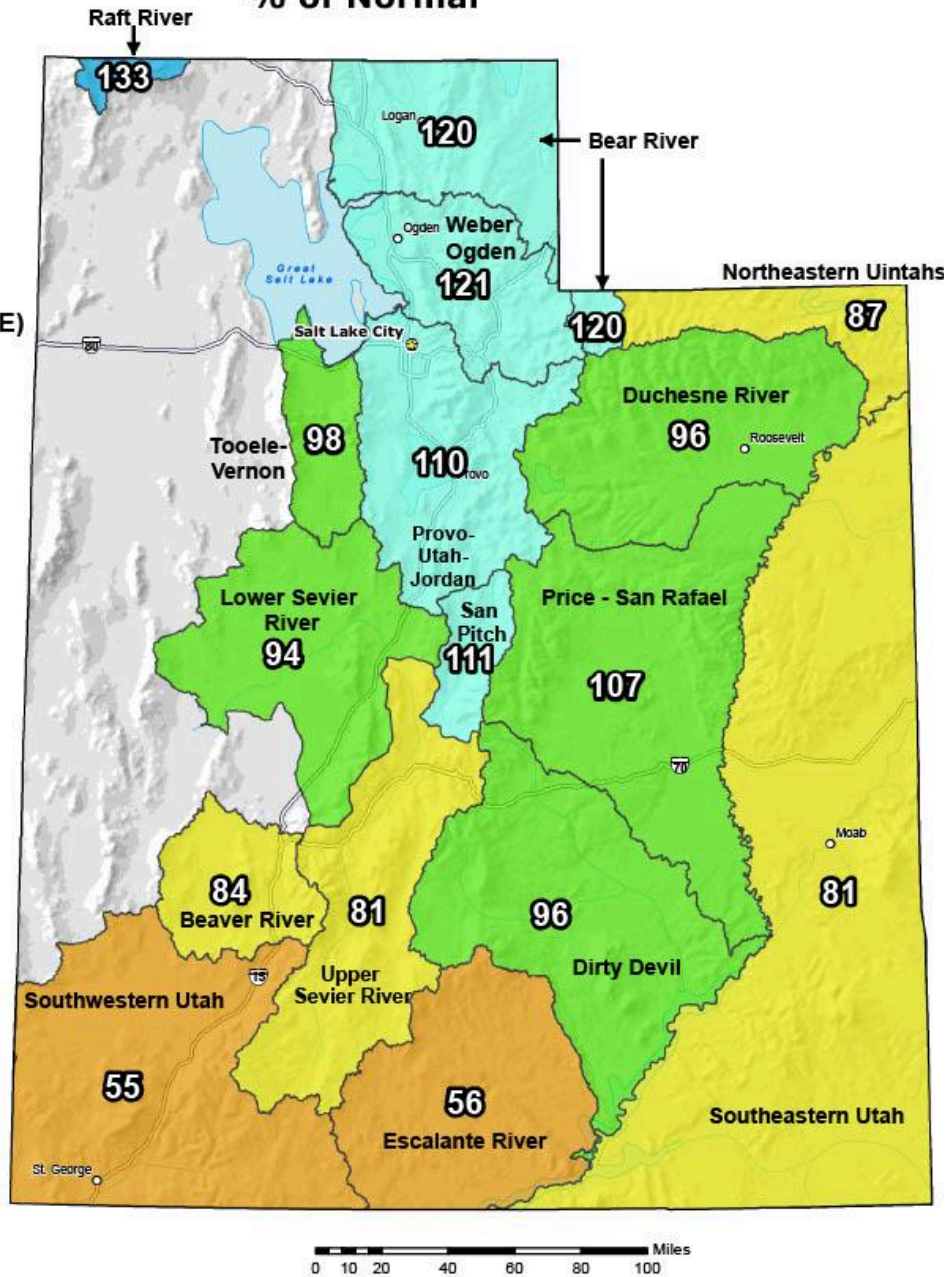 % of Normal
Raft River
133
Logan
120
Bear River
Ogden
Weber
Ogden
121
Great
Salt Lake
Northeastern Uintahs
87
E)
80
Salt Lake City
120
Duchesne River
96
Roosevelt
Tooele-
Vernon
98
110
rovo
Provo-
Utah-
Jordan
Lower Sevier
River
94
San
Pitch
111
Price - San Rafael
107
70
Moab
81
84
Beaver River
81
96
Dirty Devil
Upper
Sevier River
15
Southwestern Utah
55
56
Escalante River
Southeastern Utah
St. George
Miles
0 10 20 40 60 80 100